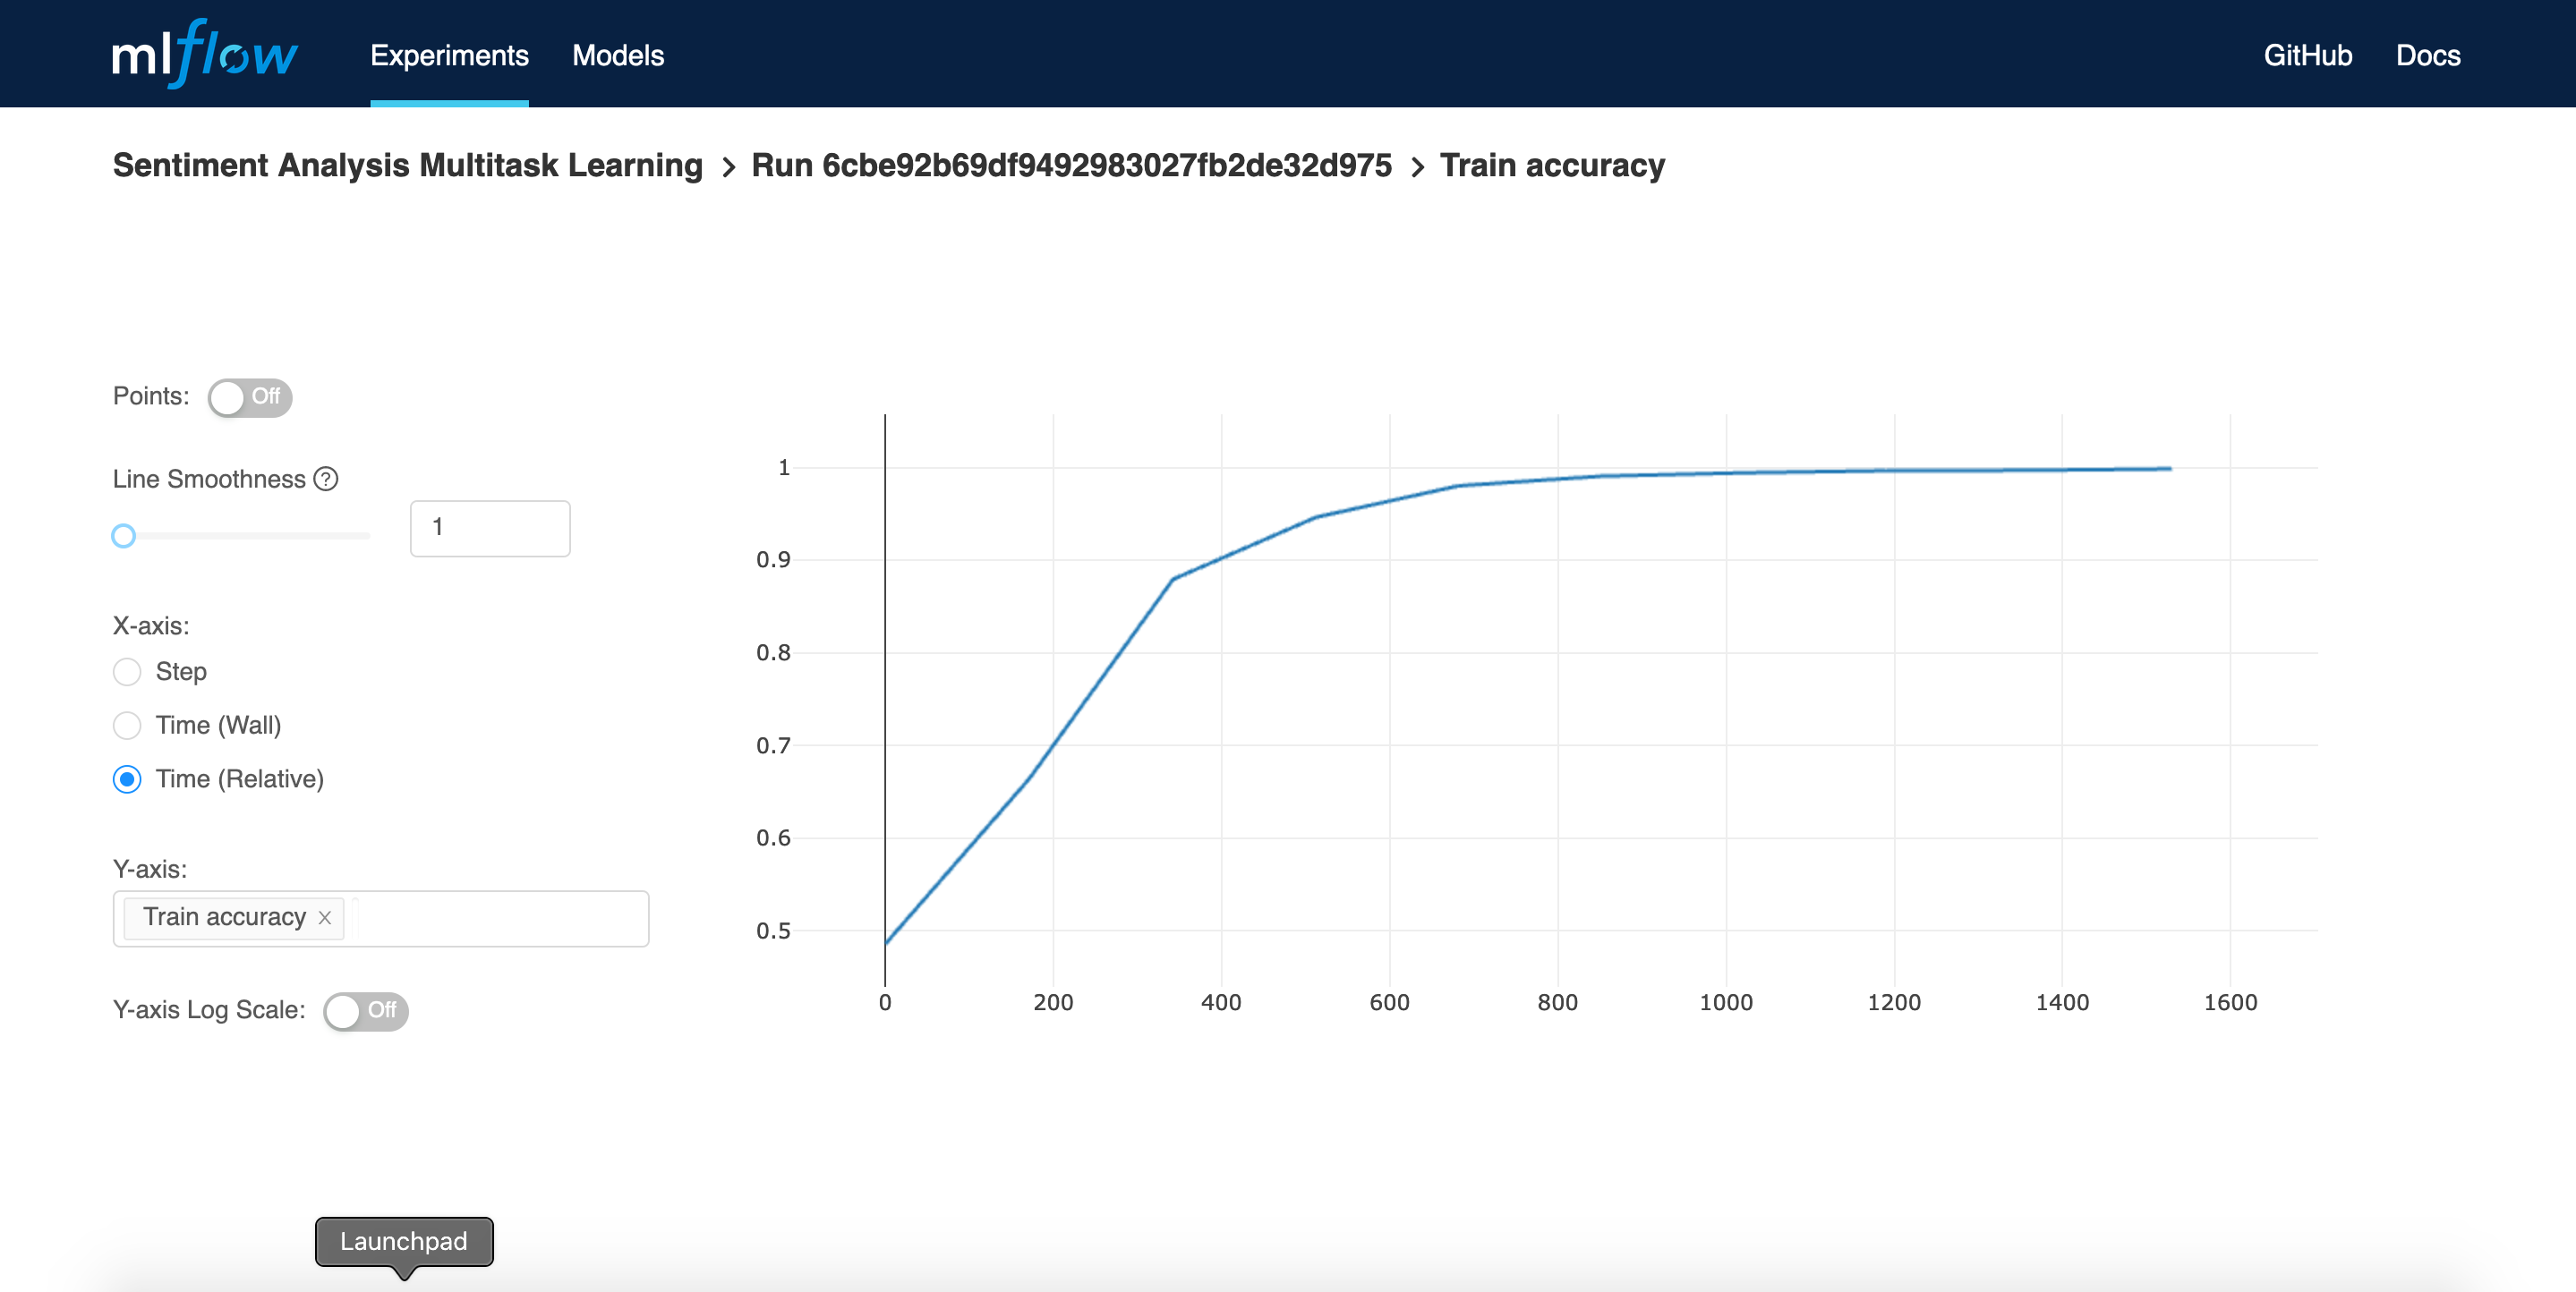 mlflow Experiments Models GitHub Docs
Sentiment Analysis Multitask Learning > Run 6cbe92b69df9492983027fb2de32d975 > Train accuracy
Points: Off
Line Smoothness ?
1
X-axis:
Step
Time (Wall)
Time (Relative)
Y-axis:
Train accuracy ×
Y-axis Log Scale: Off
1
0.9
0.8
0.7
0.6
0.5
0 200 400 600 800 1000 1200 1400 1600
Launchpad